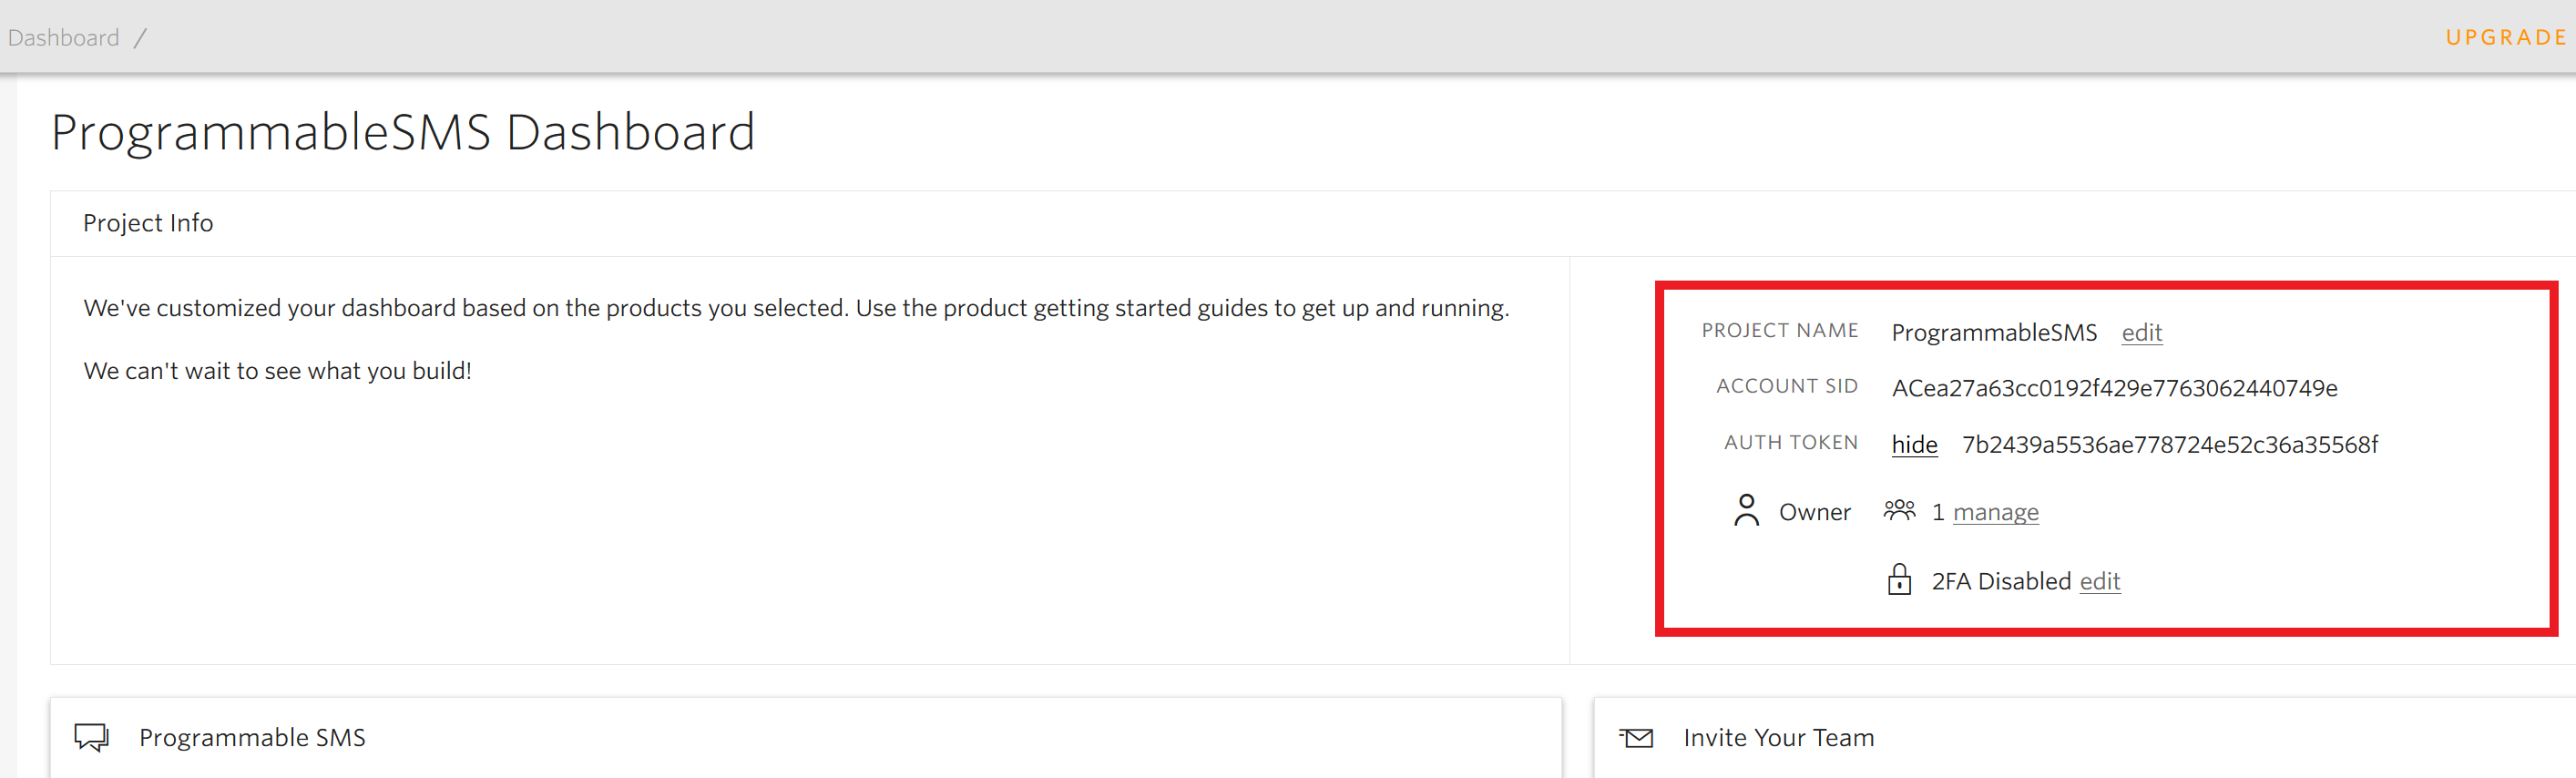 Dashboard /
UPGRADE
ProgrammableSMS Dashboard
Project Info
We've customized your dashboard based on the products you selected. Use the product getting started guides to get up and running.
We can't wait to see what you build!
PROJECT NAME ProgrammableSMS edit
ACCOUNT SID ACea27a63cc0192f429e7763062440749e
AUTH TOKEN hide 7b2439a5536ae778724e52c36a35568f
Owner 1 manage
2FA Disabled edit
Programmable SMS
Invite Your Team